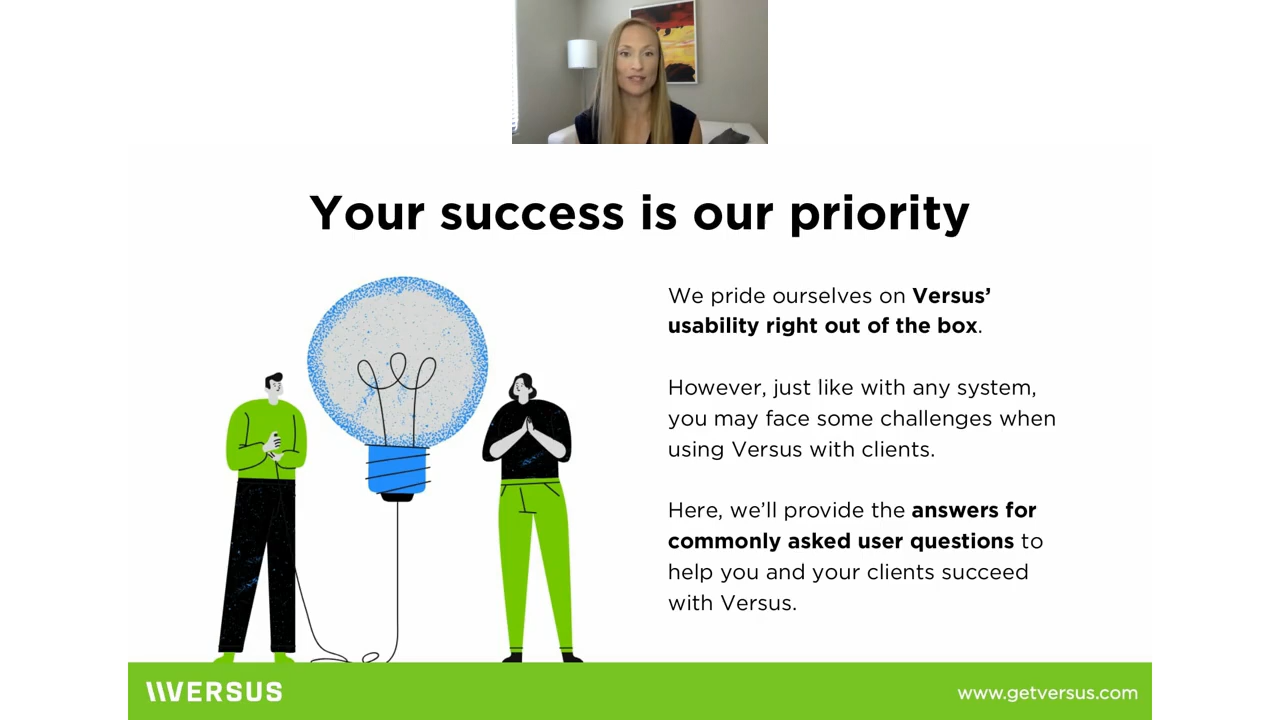 Your success is our priority
We pride ourselves on Versus’
usability right out of the box.
However, just like with any system,
you may face some challenges when
using Versus with clients.
Here, we’ll provide the answers for
commonly asked user questions to
help you and your clients succeed
with Versus.
VERSUS
www.getversus.com